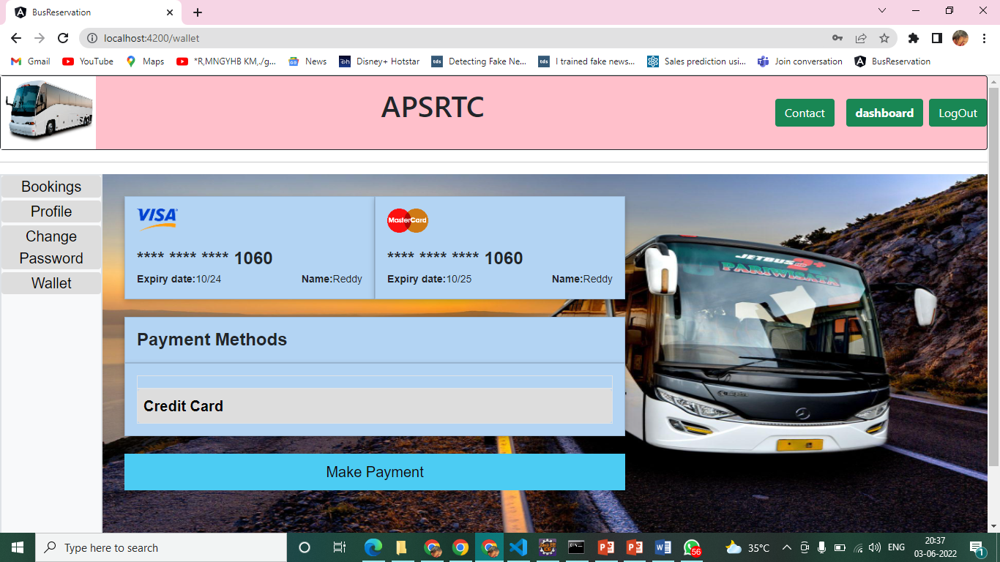 BusReservation
localhost:4200/wallet
Gmail YouTube Maps *R,MNGYHB KM,./g... News Disney+ Hotstar Detecting Fake Ne... I trained fake news... Sales prediction usi... Join conversation BusReservation
APSRTC
Contact dashboard LogOut
Bookings
Profile
Change
Password
Wallet
VISA
**** **** **** 1060
Expiry date:10/24 Name:Reddy
MasterCard
**** **** **** 1060
Expiry date:10/25 Name:Reddy
JETBUS 2+
PARIWISATA
Payment Methods
Credit Card
Make Payment
Type here to search
56
35°C
ENG
20:37
03-06-2022
1